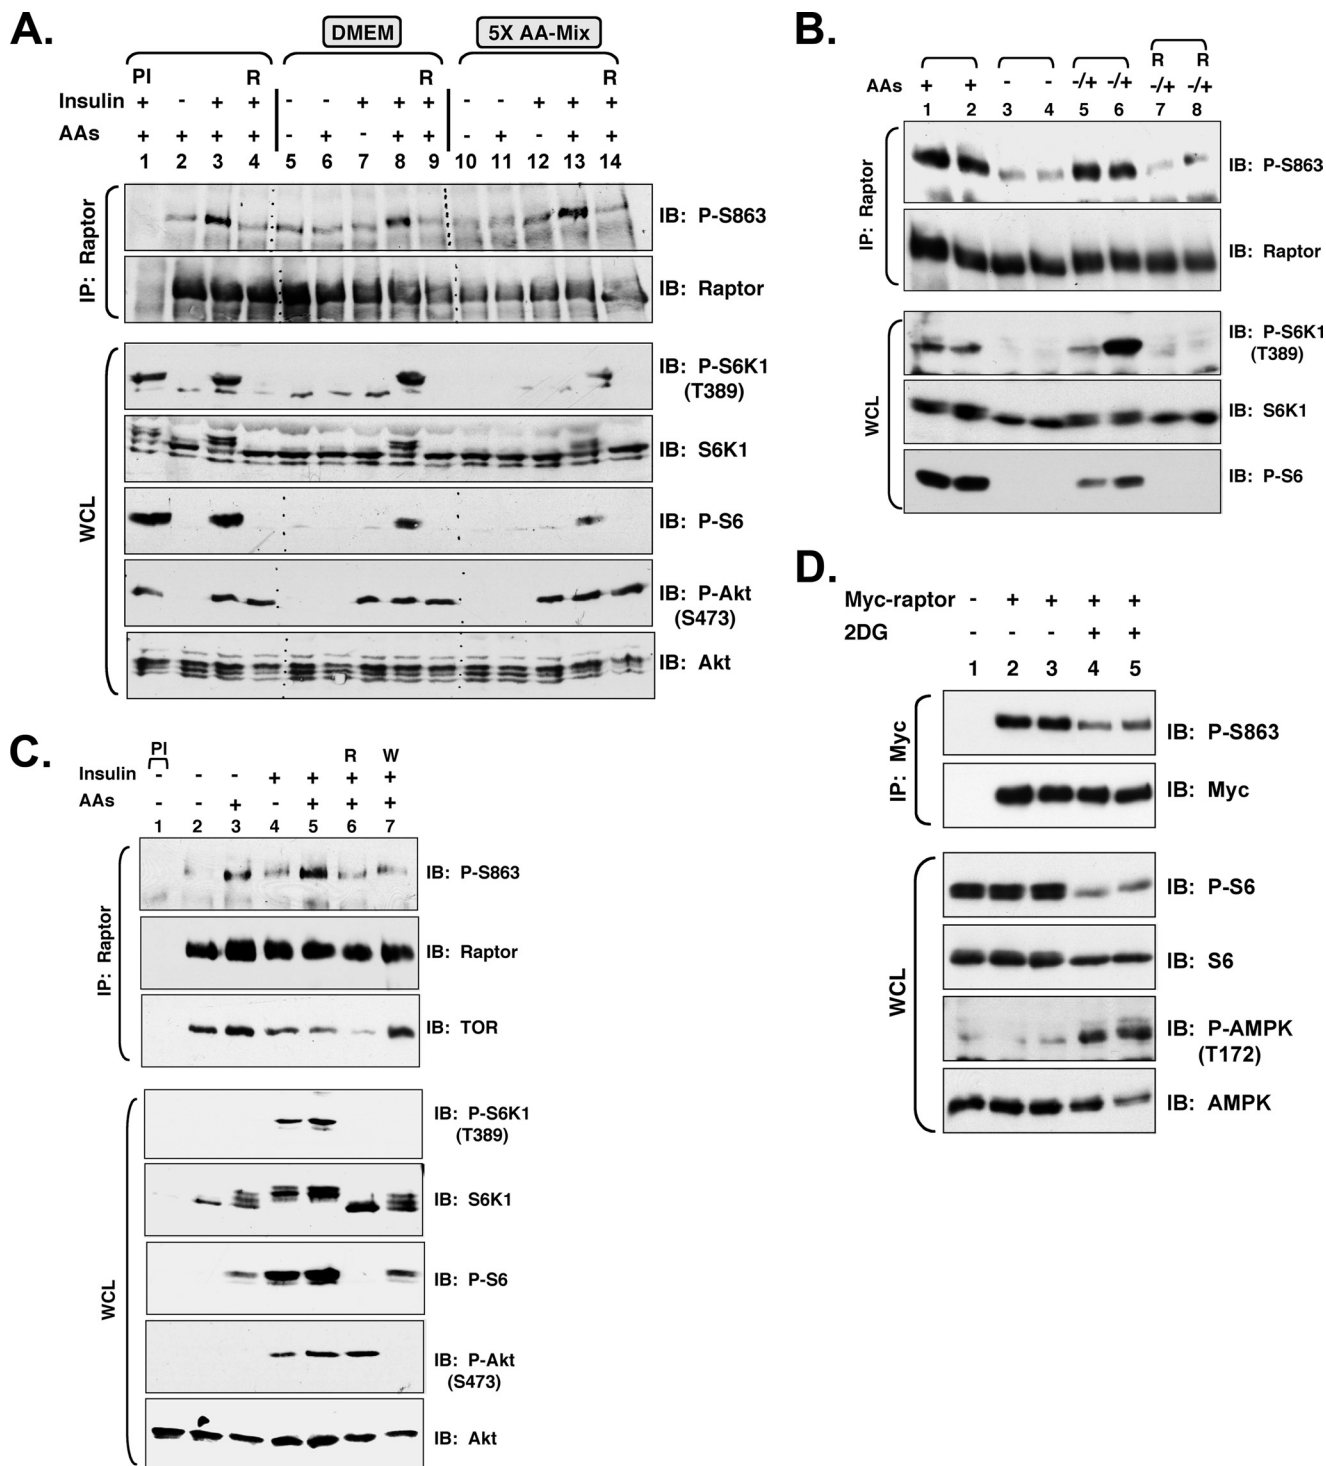 A.
DMEM
5X AA-Mix
PI R R R
Insulin + - + + - - + + + - - + + +
AAs + + + + - + - + + - + - + +
1 2 3 4 5 6 7 8 9 10 11 12 13 14
IP: Raptor
IB: P-S863
IB: Raptor
WCL
IB: P-S6K1
(T389)
IB: S6K1
IB: P-S6
IB: P-Akt
(S473)
IB: Akt
B.
R R
AAs + + - - -/+ -/+ -/+ -/+
1 2 3 4 5 6 7 8
IP: Raptor
IB: P-S863
IB: Raptor
WCL
IB: P-S6K1
(T389)
IB: S6K1
IB: P-S6
C.
PI R W
Insulin - - - + + + +
AAs - - + - + + +
1 2 3 4 5 6 7
IP: Raptor
IB: P-S863
IB: Raptor
IB: TOR
WCL
IB: P-S6K1
(T389)
IB: S6K1
IB: P-S6
IB: P-Akt
(S473)
IB: Akt
D.
Myc-raptor - + + + +
2DG - - - + +
1 2 3 4 5
IP: Myc
IB: P-S863
IB: Myc
WCL
IB: P-S6
IB: S6
IB: P-AMPK
(T172)
IB: AMPK